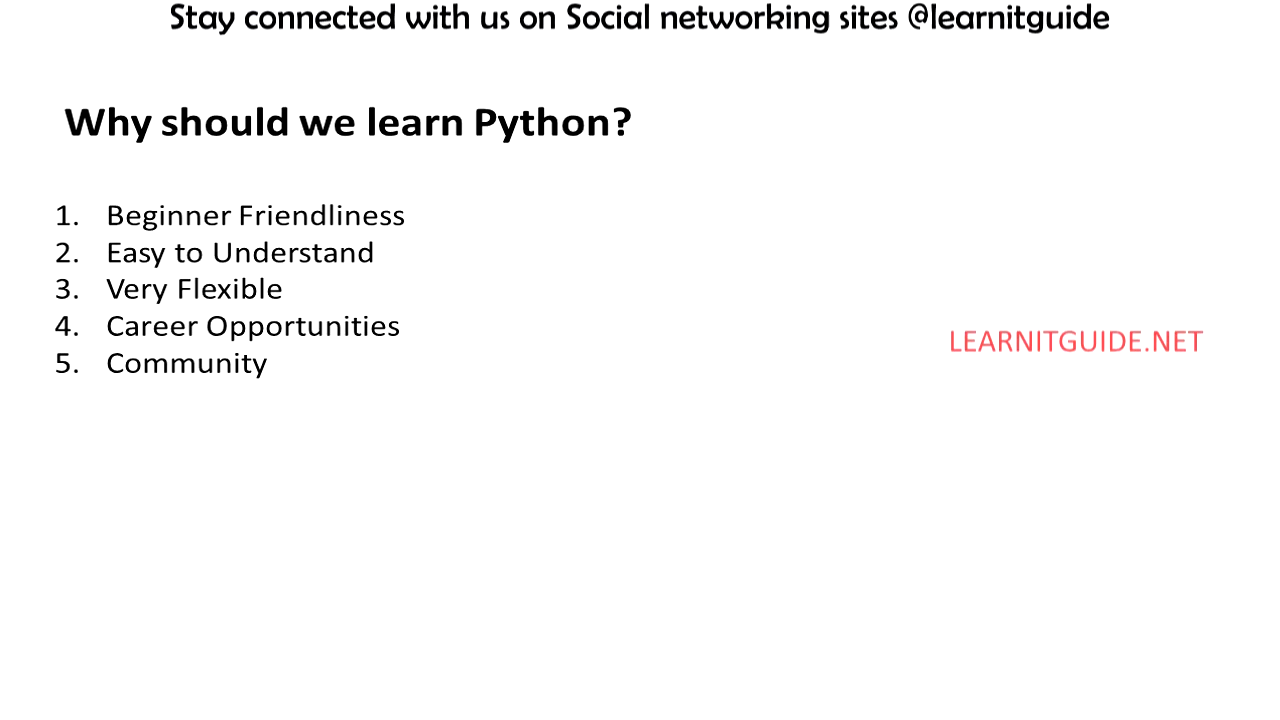 Stay connected with us on Social networking sites @learnitguide
Why should we learn Python?
1. Beginner Friendliness
2. Easy to Understand
3. Very Flexible
4. Career Opportunities
5. Community
LEARNITGUIDE.NET